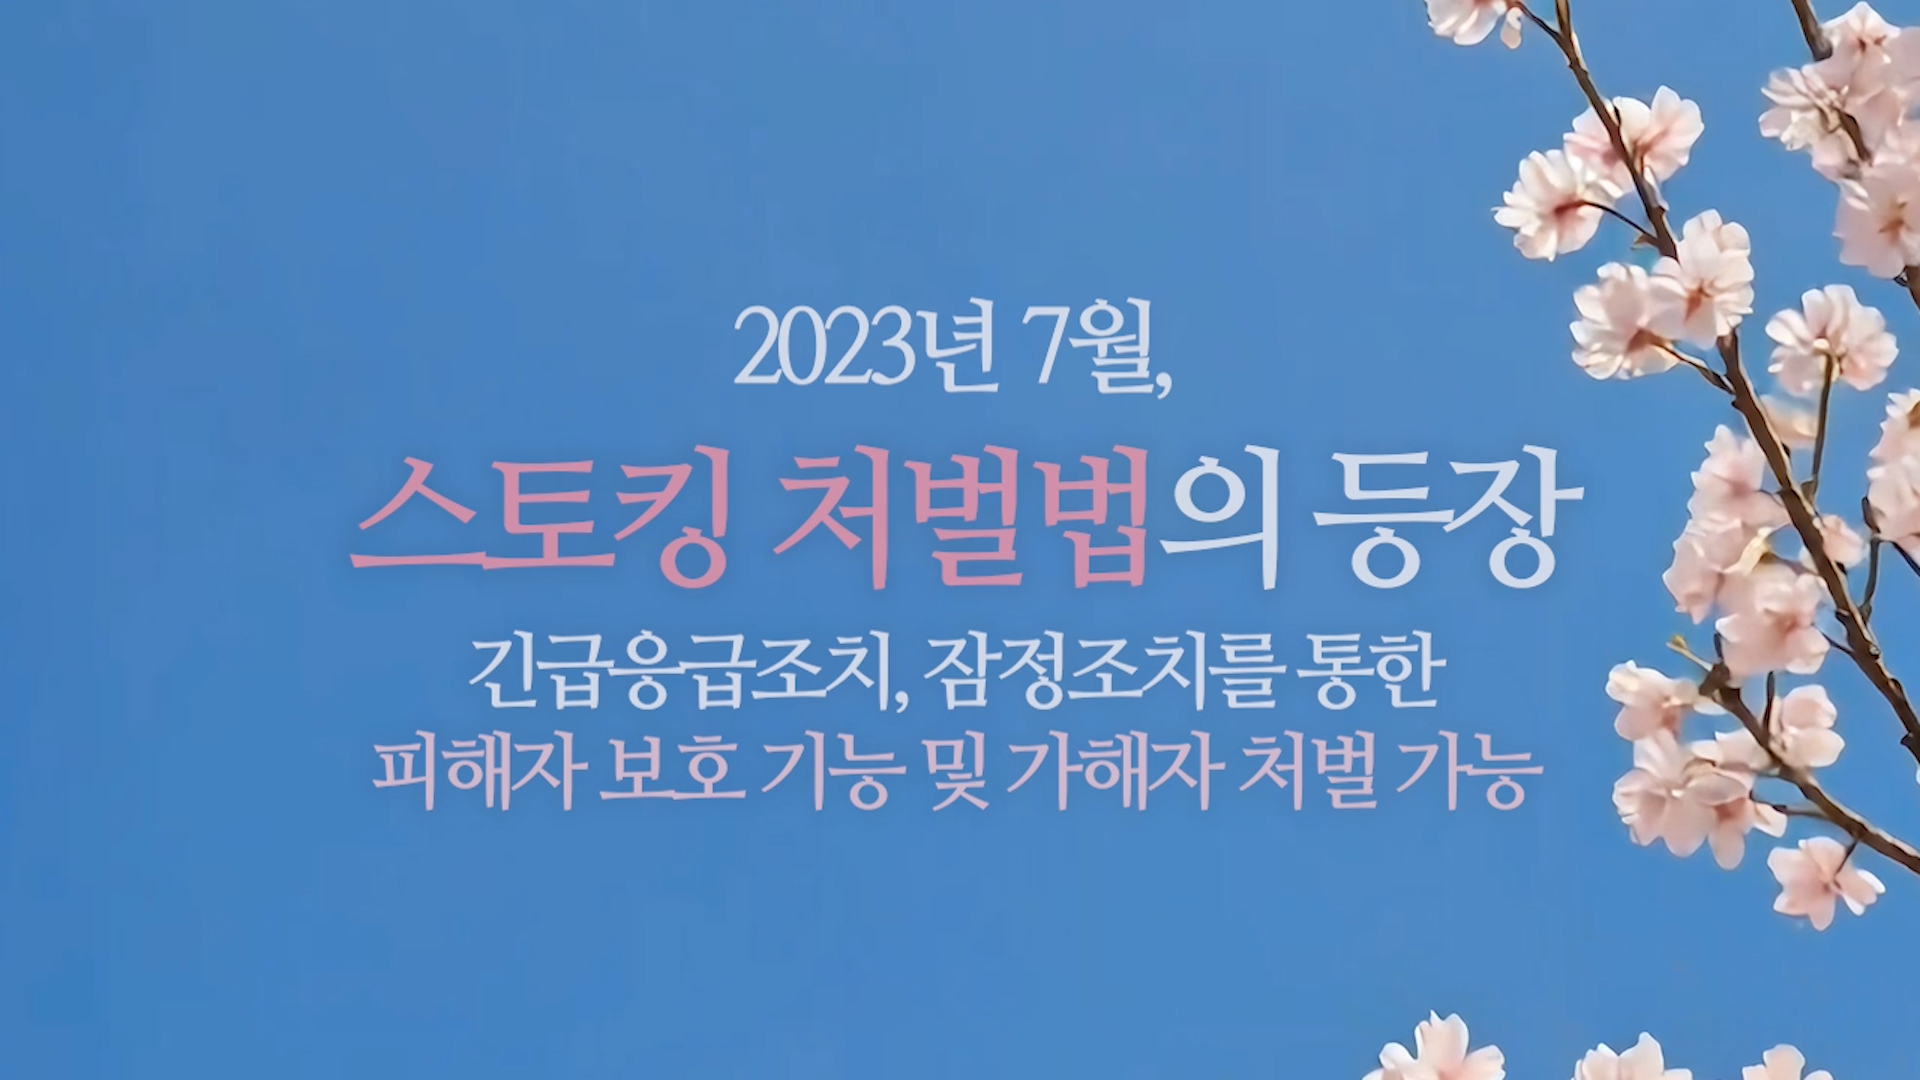 2023년 7월,
스토킹 처벌법의 등장
긴급응급조치, 잠정조치를 통한
피해자 보호 기능 및 가해자 처벌 가능